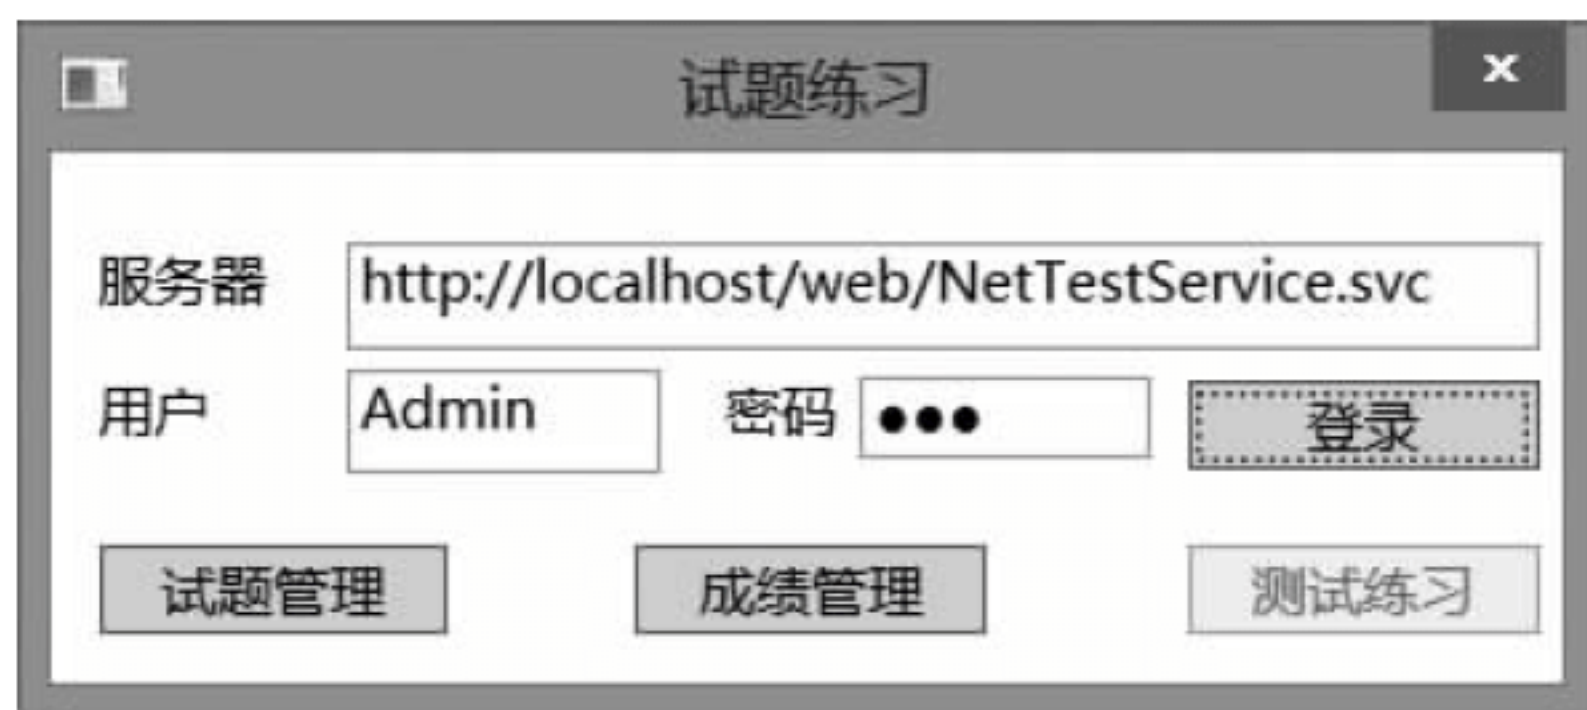 试题练习
服务器 http://localhost/web/NetTestService.svc
用户 Admin 密码 ●●● 登录
试题管理 成绩管理 测试练习